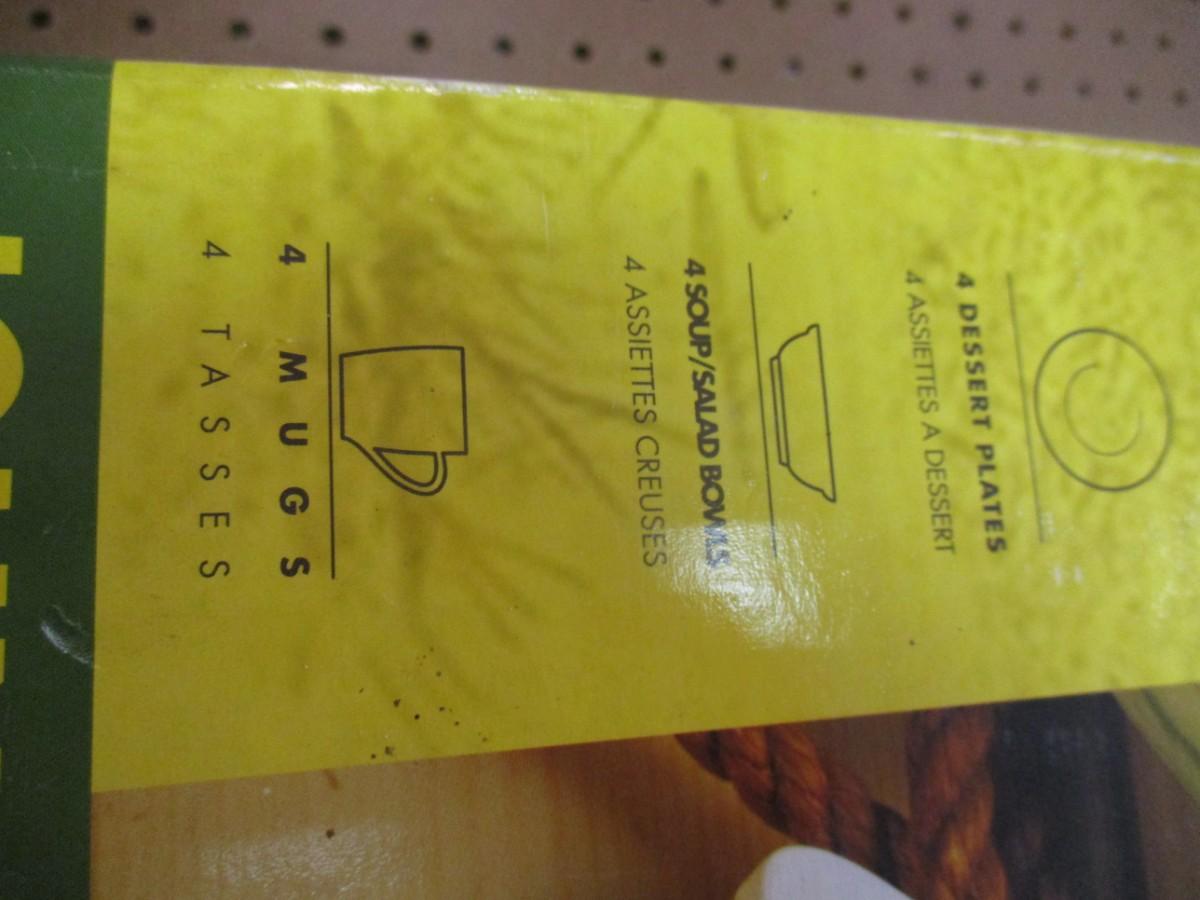 4 DESSERT PLATES
4 ASSIETTES A DESSERT
4 SOUP/SALAD BOWLS
4 ASSIETTES CREUSES
4 MUGS
4 TASSES